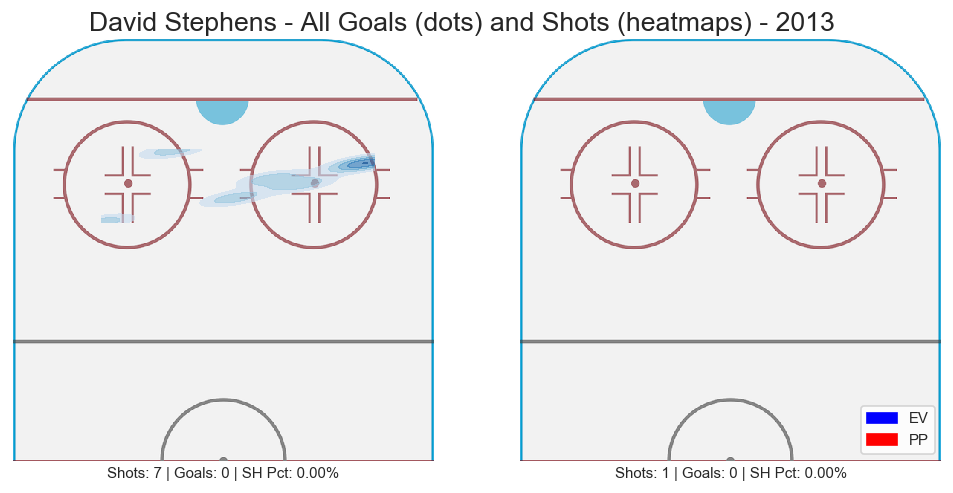 David Stephens - All Goals (dots) and Shots (heatmaps) - 2013
EV
PP
Shots: 7 | Goals: 0 | SH Pct: 0.00%
Shots: 1 | Goals: 0 | SH Pct: 0.00%